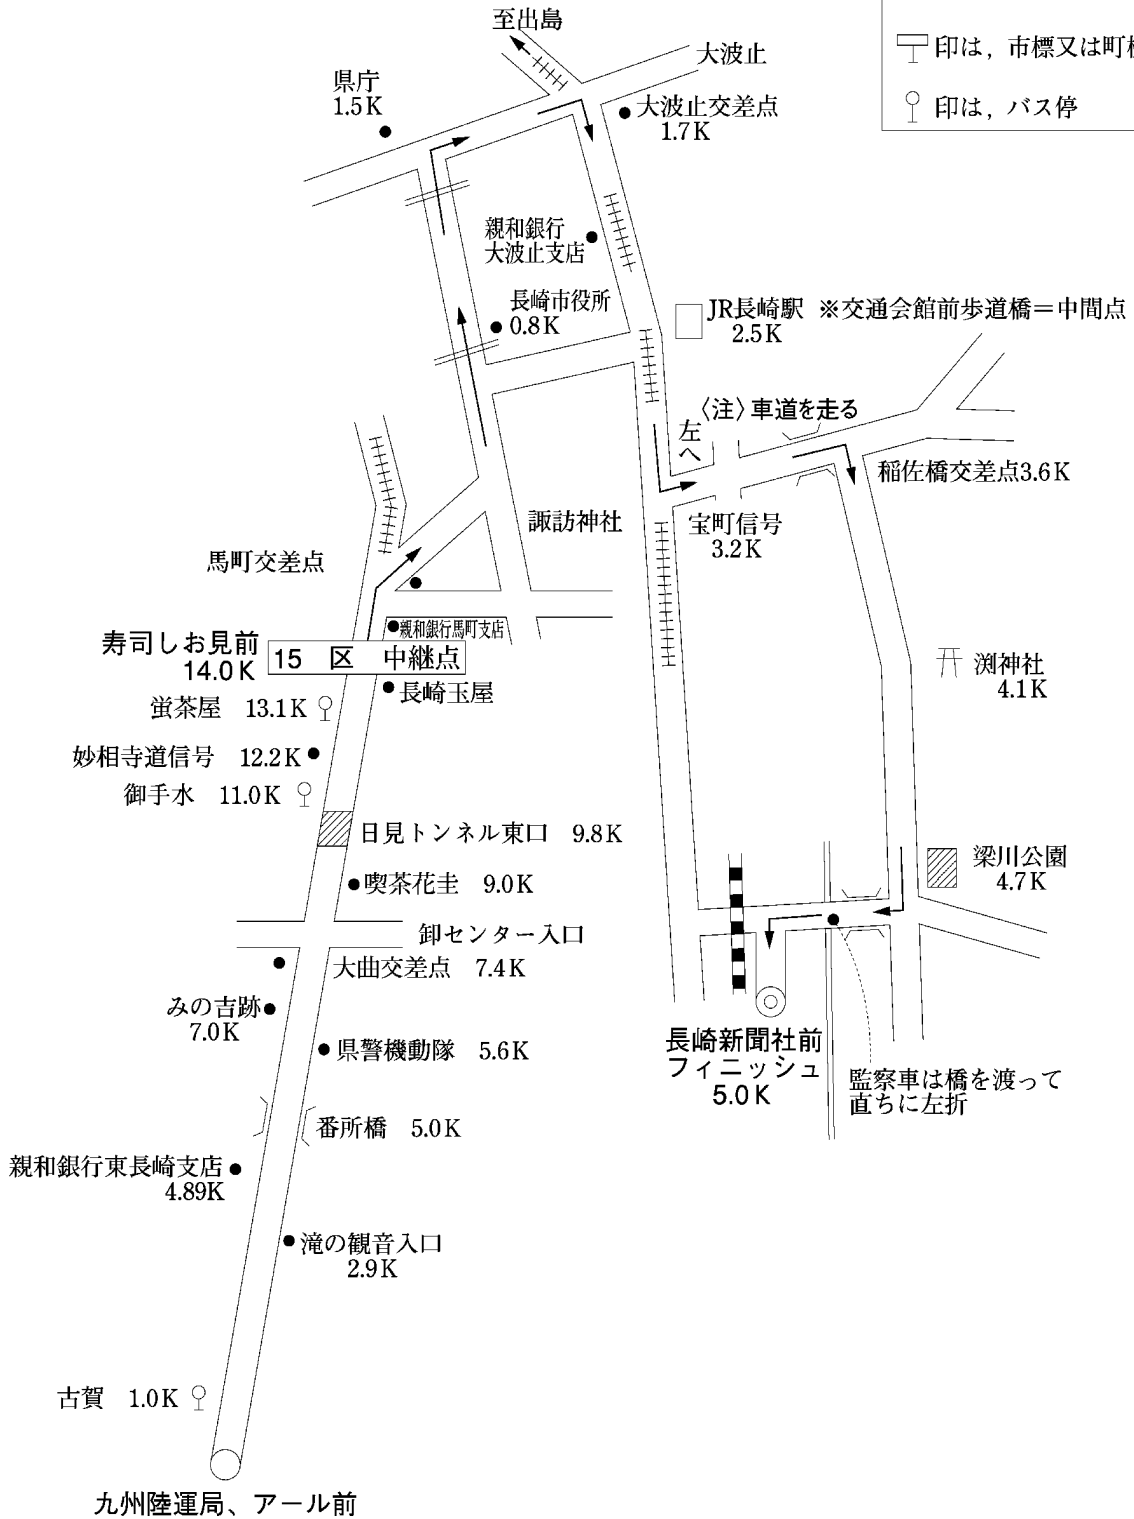 至出島
大波止
印は，市標又は町
印は，バス停
県庁
1.5K
大波止交差点
1.7K
親和銀行
大波止支店
長崎市役所
0.8K
JR長崎駅 ※交通会館前歩道橋＝中間点
2.5K
〈注〉車道を走る
左へ
稲佐橋交差点3.6K
諏訪神社
宝町信号
3.2K
馬町交差点
親和銀行馬町支店
寿司しお見前
14.0K
15 区 中継点
渕神社
4.1K
長崎玉屋
蛍茶屋 13.1K
妙相寺道信号 12.2K
御手水 11.0K
日見トンネル東口 9.8K
梁川公園
4.7K
喫茶花圭 9.0K
卸センター入口
大曲交差点 7.4K
みの吉跡
7.0K
長崎新聞社前
フィニッシュ
5.0K
県警機動隊 5.6K
監察車は橋を渡って
直ちに左折
番所橋 5.0K
親和銀行東長崎支店
4.89K
滝の観音入口
2.9K
古賀 1.0K
九州陸運局、アール前